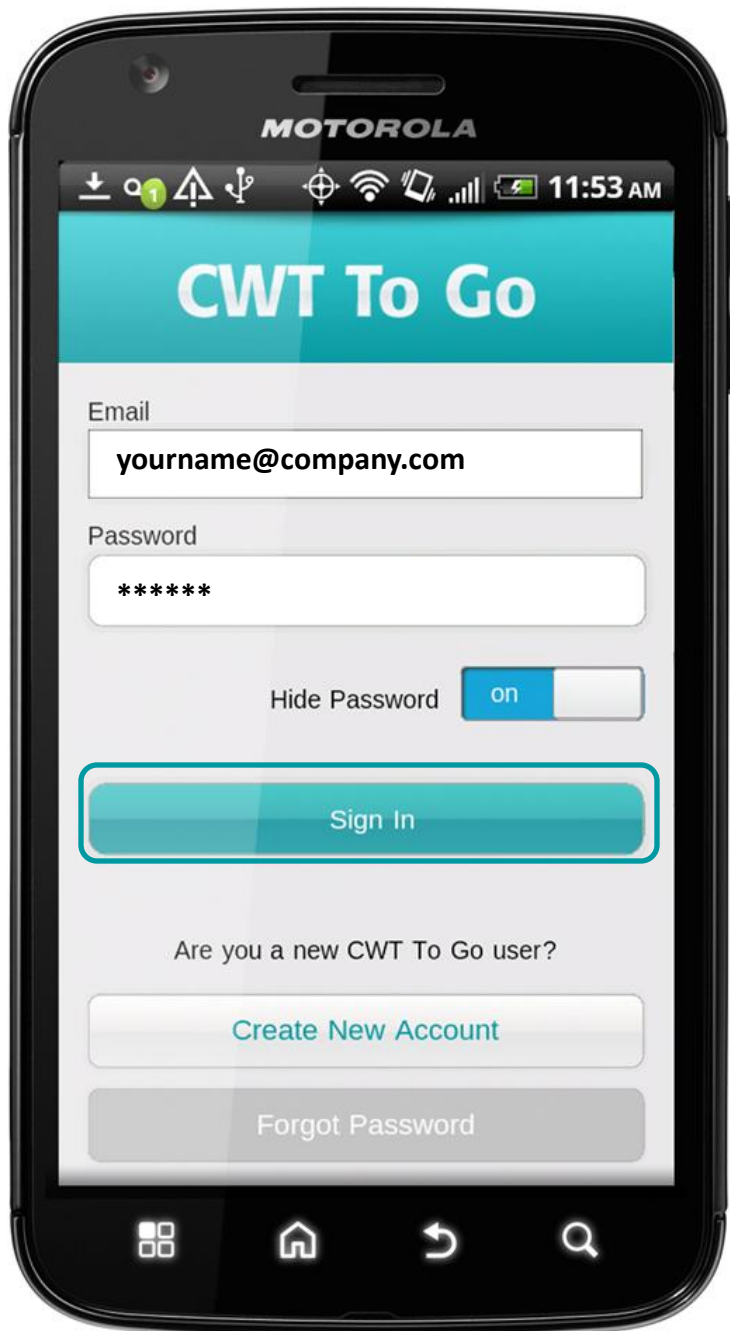 MOTOROLA
1 11:53 AM
CWT To Go
Email
yourname@company.com
Password
******
Hide Password on
Sign In
Are you a new CWT To Go user?
Create New Account
Forgot Password